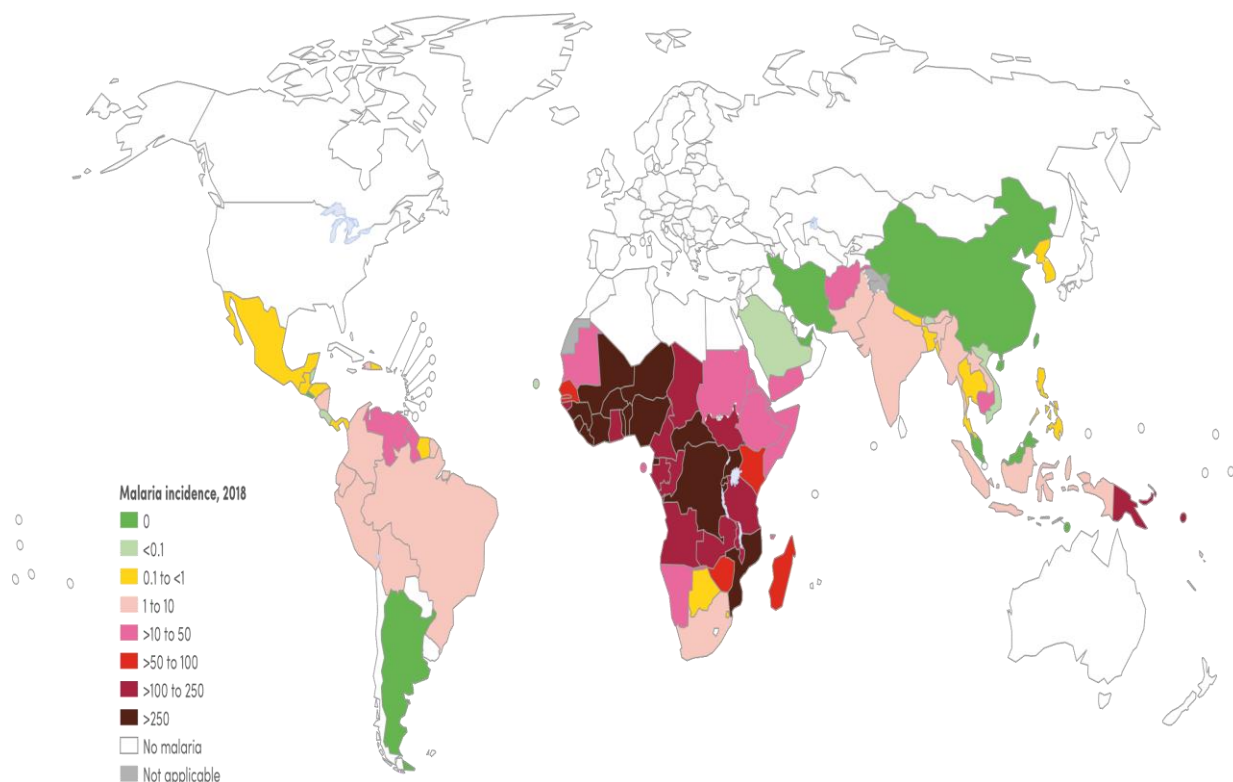 Malaria incidence, 2018
0
<0.1
0.1 to <1
1 to 10
>10 to 50
>50 to 100
>100 to 250
>250
No malaria
Not applicable